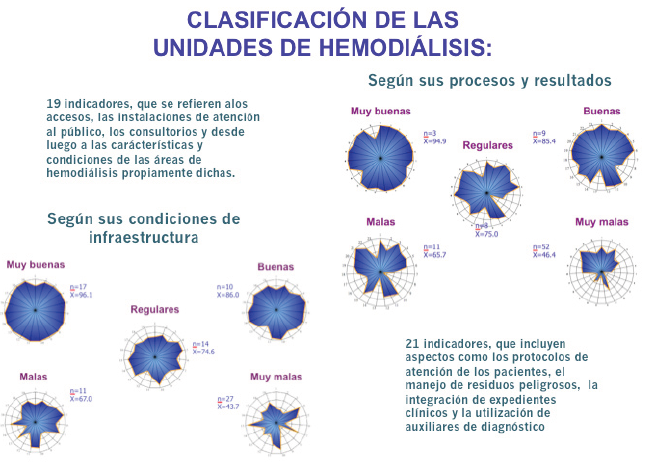 CLASIFICACIÓN DE LAS
UNIDADES DE HEMODIÁLISIS:
19 indicadores, que se refieren alos
accesos, las instalaciones de atención
al público, los consultorios y desde
luego a las carácterísticas y
condiciones de las áreas de
hemodiálisis propiamente dichas.
Según sus condiciones de
infraestructura
Muy buenas
n=17
X=96.1
Buenas
n=10
X=86.0
Regulares
n=14
X=74.6
Malas
n=11
X=67.0
Muy malas
n=27
X=43.7
Según sus procesos y resultados
Muy buenas
n=3
X=94.9
Buenas
n=9
X=85.4
Regulares
X=75.0
Malas
n=11
X=65.7
Muy malas
n=52
X=46.4
21 indicadores, que incluyen
aspectos como los protocolos de
atención de los pacientes, el
manejo de residuos peligrosos, la
integración de expedientes
clínicos y la utilización de
auxiliares de diagnóstico